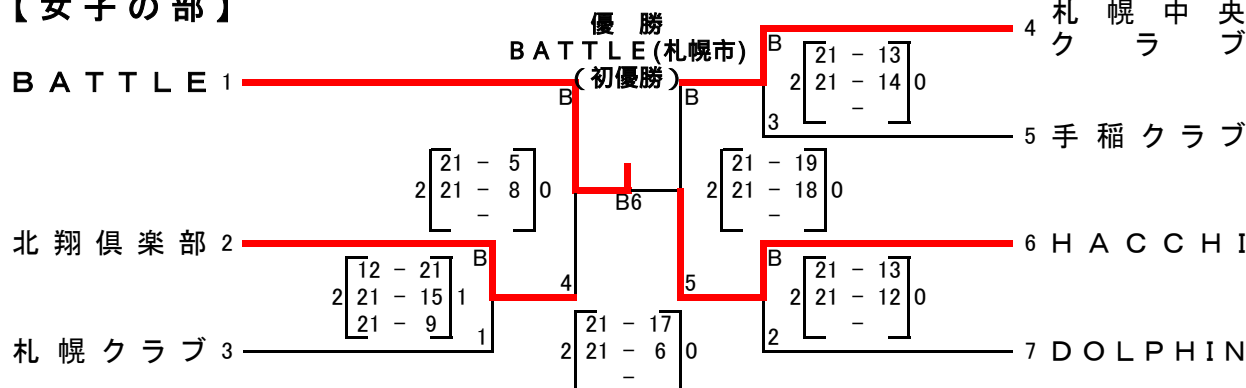 【女子の部】
優勝
BATTLE(札幌市)
(初優勝)
BATTLE 1
4 札幌中央
クラブ
B
21 - 13
2 21 - 14 0
-
B
B
3
5 手稲クラブ
21 - 5
2 21 - 8 0
-
21 - 19
2 21 - 18 0
-
B6
北翔倶楽部 2
6 HACCHI
B
12 - 21
2 21 - 15 1
21 - 9
4
5
B
21 - 13
2 21 - 12 0
-
1
2
札幌クラブ 3
7 DOLPHIN
21 - 17
2 21 - 6 0
-